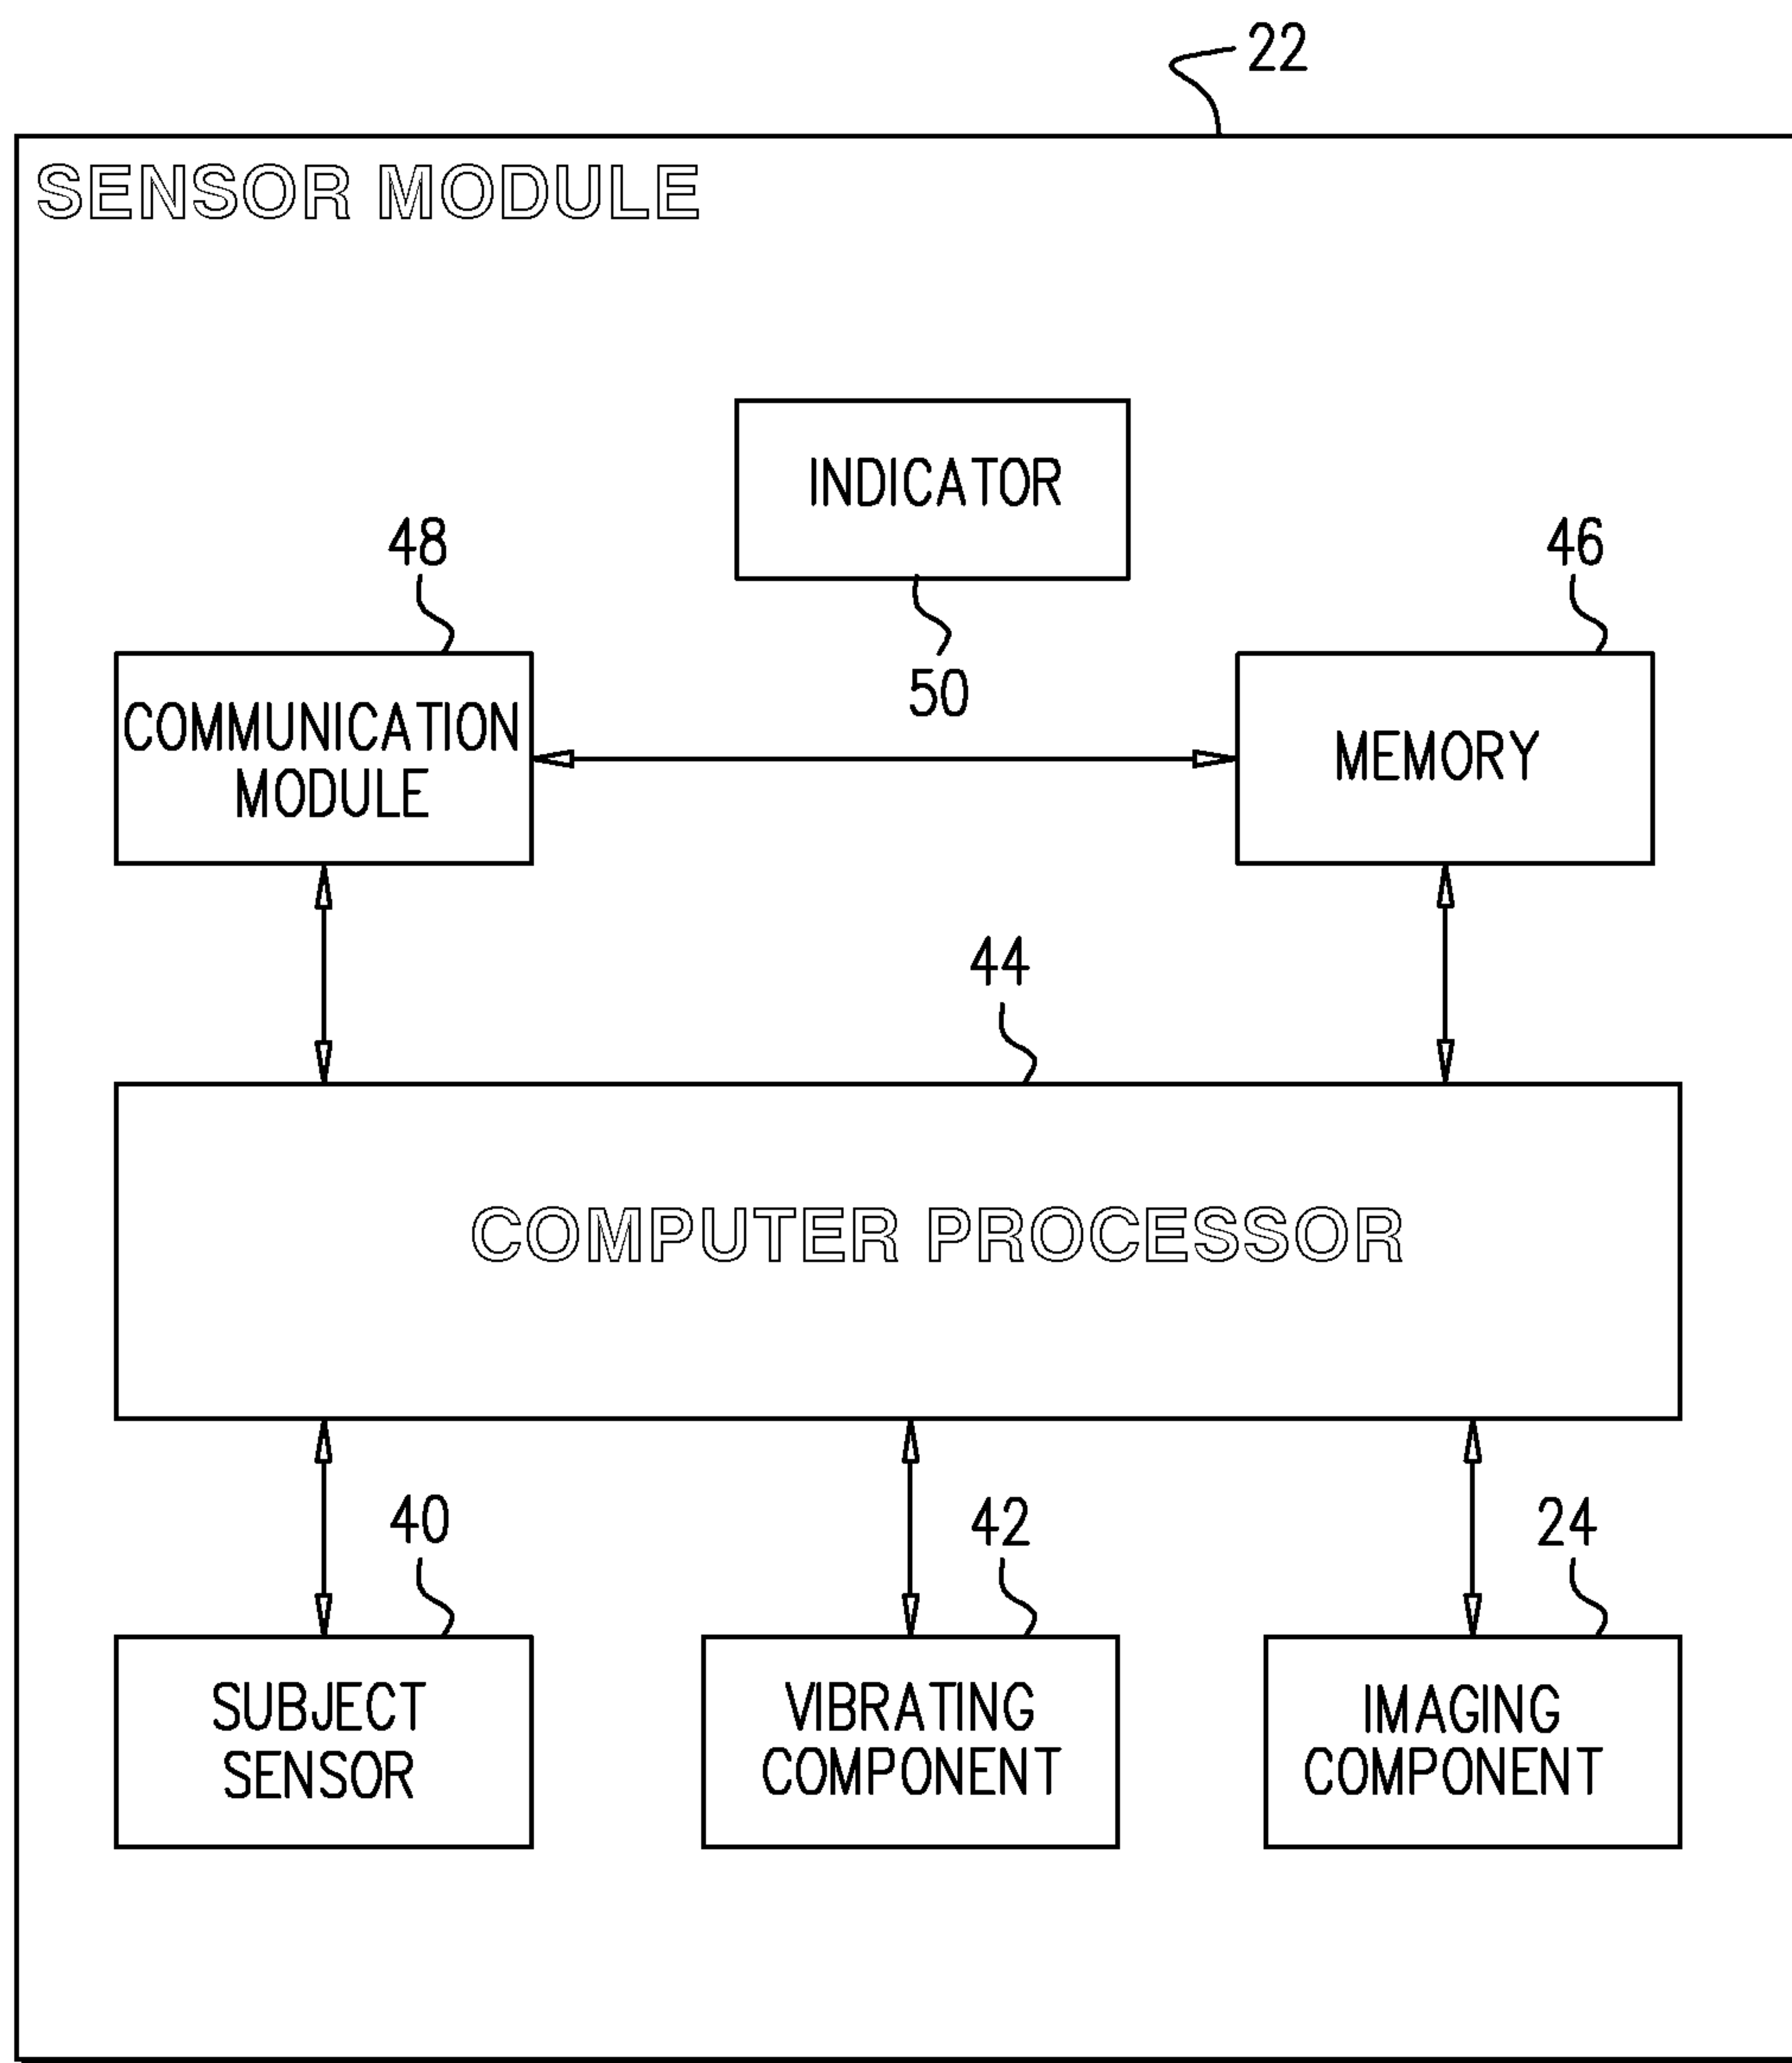 22
SENSOR MODULE
INDICATOR
48
46
50
COMMUNICATION
MODULE
MEMORY
44
COMPUTER PROCESSOR
40
42
24
SUBJECT
SENSOR
VIBRATING
COMPONENT
IMAGING
COMPONENT